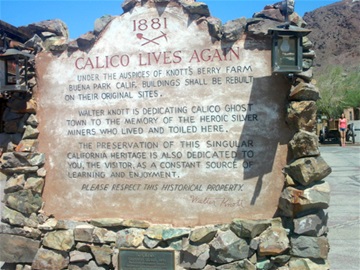 1881
CALICO LIVES AGAIN
UNDER THE AUSPICES OF KNOTT'S BERRY FARM
BUENA PARK CALIF. BUILDINGS SHALL BE REBUILT
ON THEIR ORIGINAL SITES.
WALTER KNOTT IS DEDICATING CALICO GHOST
TOWN TO THE MEMORY OF THE HEROIC SILVER
MINERS WHO LIVED AND TOILED HERE.
THE PRESERVATION OF THIS SINGULAR
CALIFORNIA HERITAGE IS ALSO DEDICATED TO
YOU, THE VISITOR, AS A CONSTANT SOURCE OF
LEARNING AND ENJOYMENT.
PLEASE RESPECT THIS HISTORICAL PROPERTY.
Walter Knott